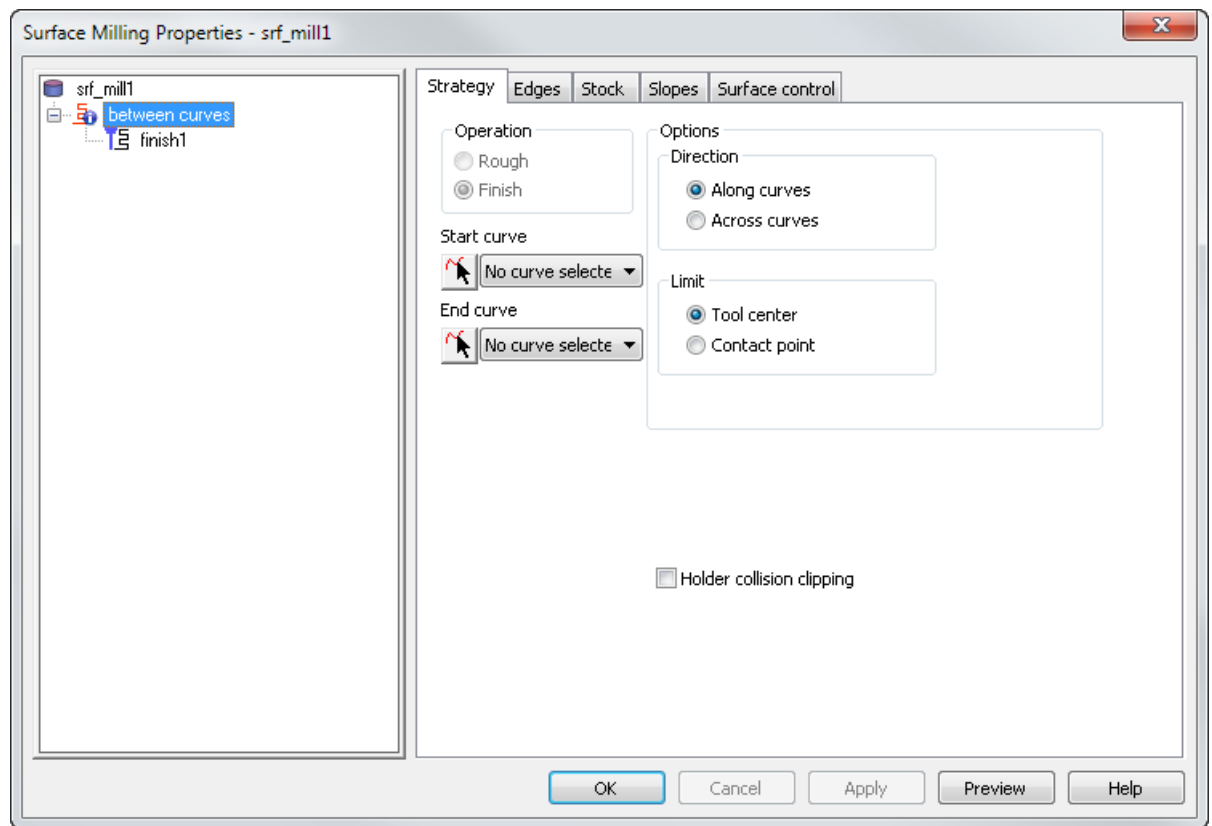 Surface Milling Properties - srf_mill1
srf_mill1
between curves
finish1
Strategy Edges Stock Slopes Surface control
Operation
Rough
Finish
Start curve
No curve selecte
End curve
No curve selecte
Options
Direction
Along curves
Across curves
Limit
Tool center
Contact point
Holder collision clipping
OK Cancel Apply Preview Help